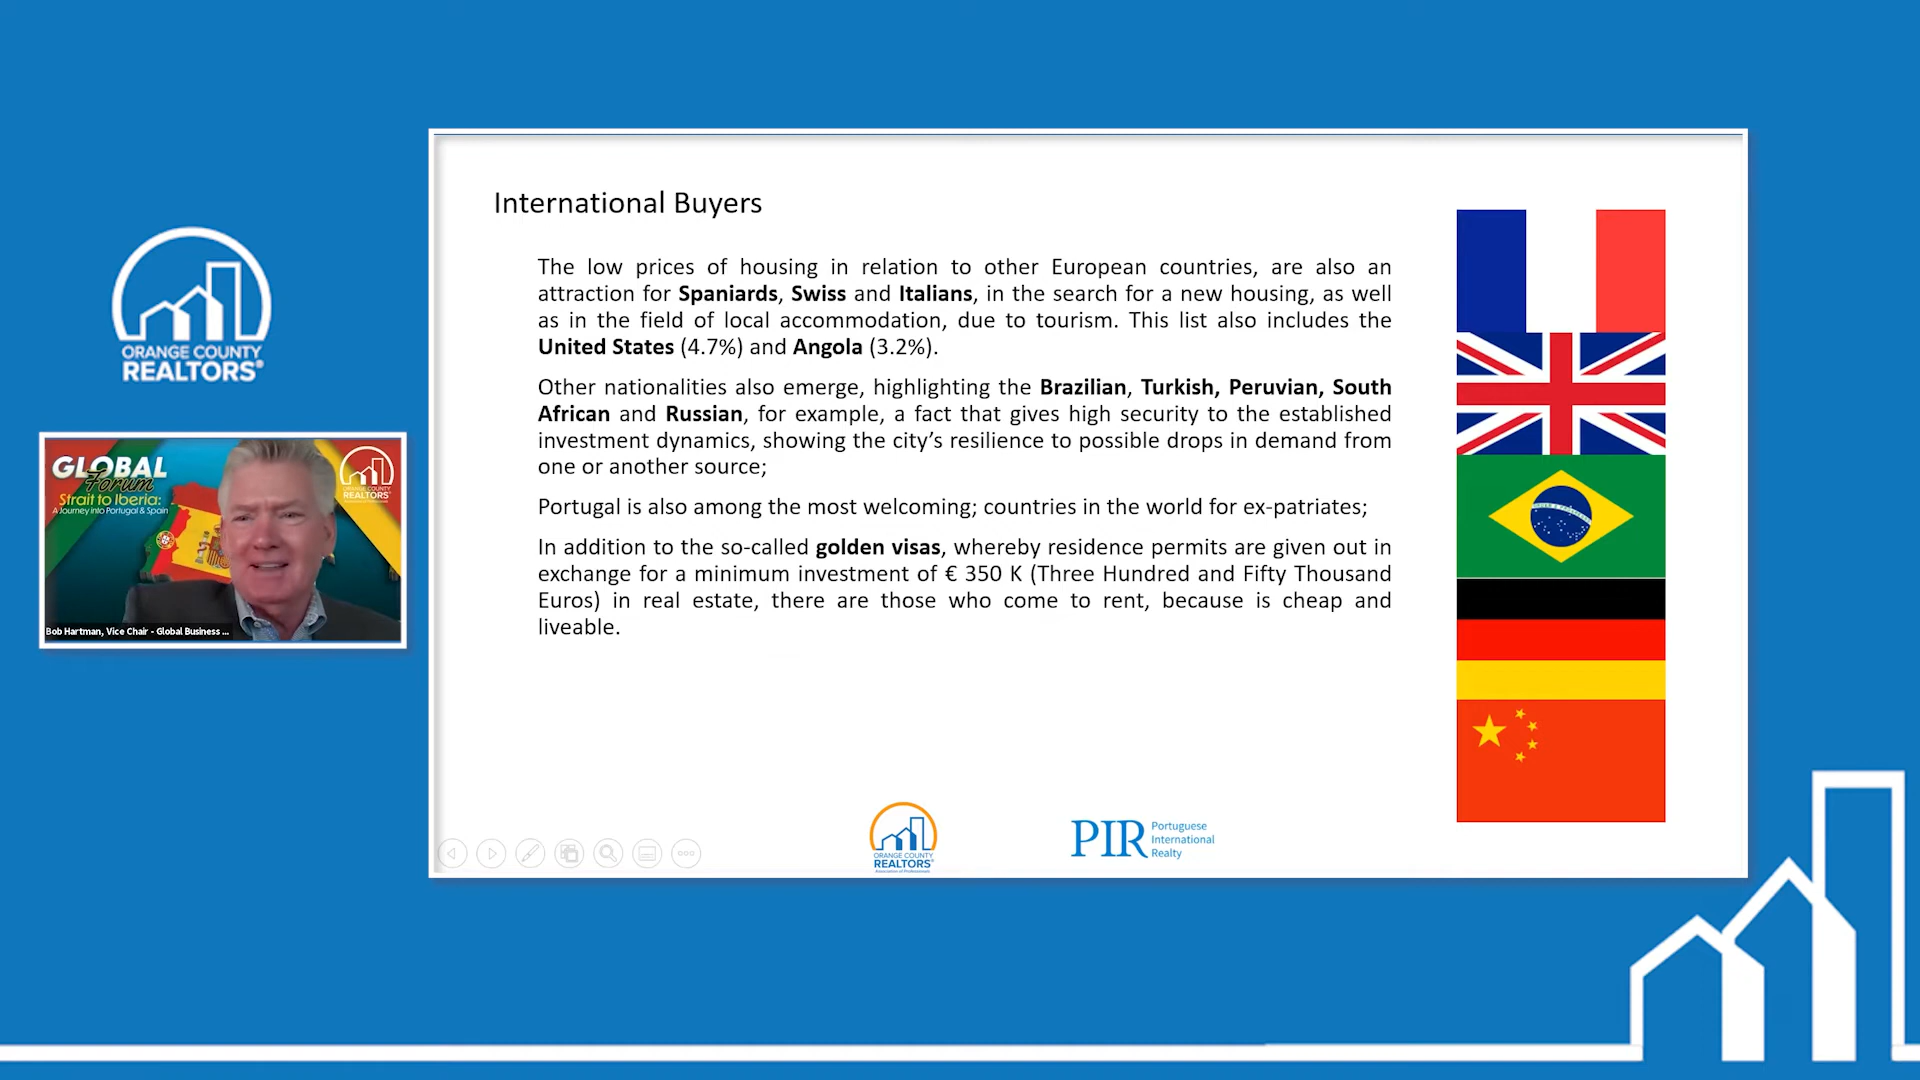 ORANGE COUNTY
REALTORS®
GLOBAL
Forum
Strait to Iberia:
A Journey into Portugal & Spain
ORANGE COUNTY
REALTORS®
Bob Hartman, Vice Chair - Global Business ...
International Buyers
The low prices of housing in relation to other European countries, are also an
attraction for Spaniards, Swiss and Italians, in the search for a new housing, as well
as in the field of local accommodation, due to tourism. This list also includes the
United States (4.7%) and Angola (3.2%).
Other nationalities also emerge, highlighting the Brazilian, Turkish, Peruvian, South
African and Russian, for example, a fact that gives high security to the established
investment dynamics, showing the city’s resilience to possible drops in demand from
one or another source;
Portugal is also among the most welcoming; countries in the world for ex-patriates;
In addition to the so-called golden visas, whereby residence permits are given out in
exchange for a minimum investment of € 350 K (Three Hundred and Fifty Thousand
Euros) in real estate, there are those who come to rent, because is cheap and
liveable.
ORANGE COUNTY
REALTORS®
Association of Professionals
PIR
Portuguese
International
Realty